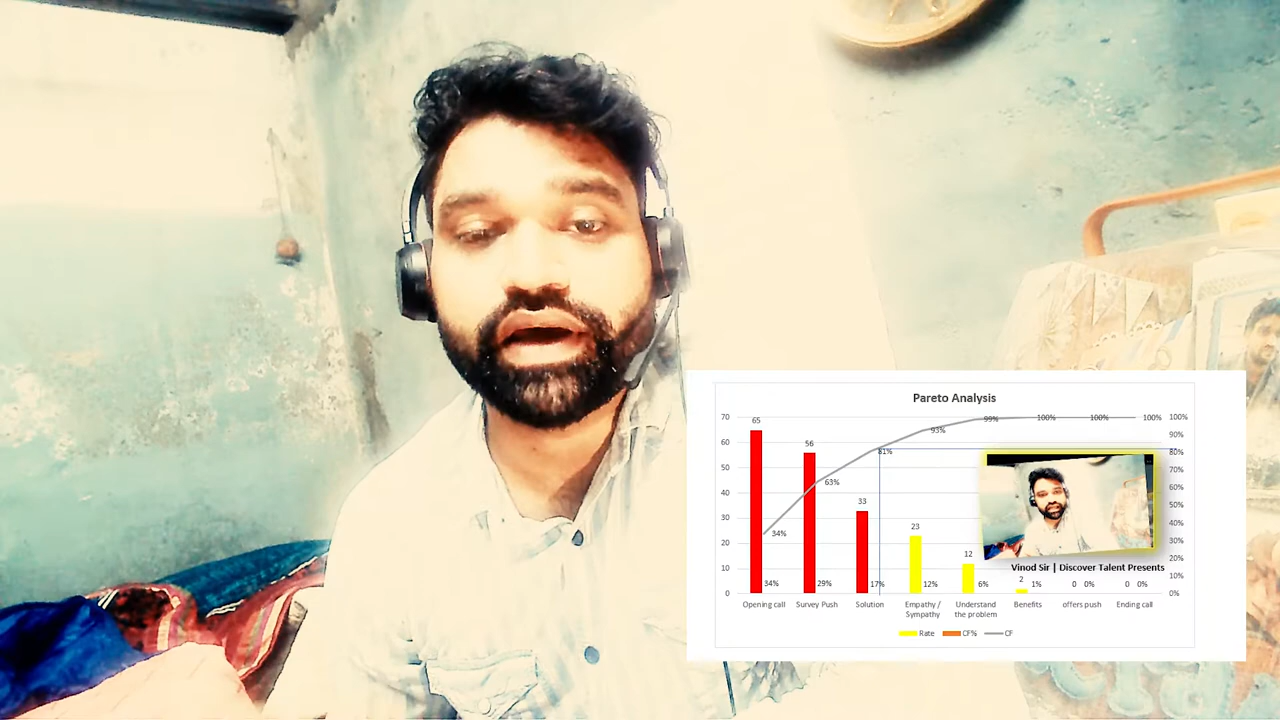 Pareto Analysis
70
60
50
40
30
20
10
0
65
56
33
23
12
2
0
0
34%
63%
81%
93%
99%
100%
100%
100%
34%
29%
17%
12%
6%
1%
0%
0%
100%
90%
80%
70%
60%
50%
40%
30%
20%
10%
0%
Vinod Sir | Discover Talent Presents
Opening call
Survey Push
Solution
Empathy /
Sympathy
Understand
the problem
Benefits
offers push
Ending call
Rate
CF%
CF